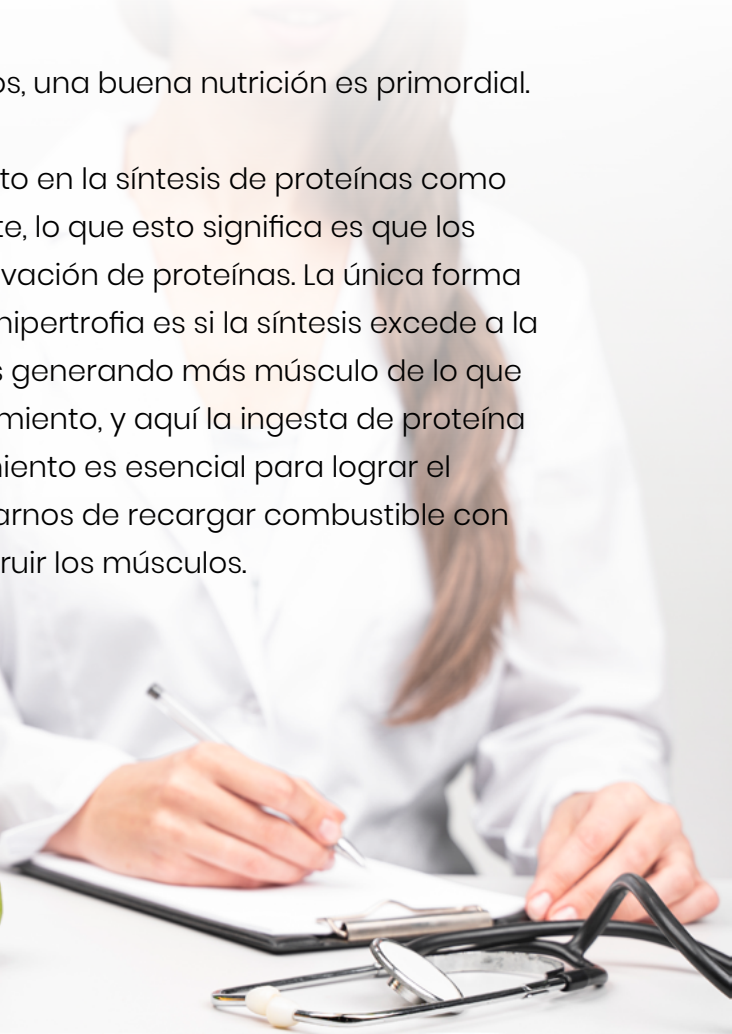 os, una buena nutrición es primordial.
to en la síntesis de proteínas como
te, lo que esto significa es que los
vación de proteínas. La única forma
hipertrofia es si la síntesis excede a la
s generando más músculo de lo que
miento, y aquí la ingesta de proteína
niento es esencial para lograr el
arnos de recargar combustible con
ruir los músculos.